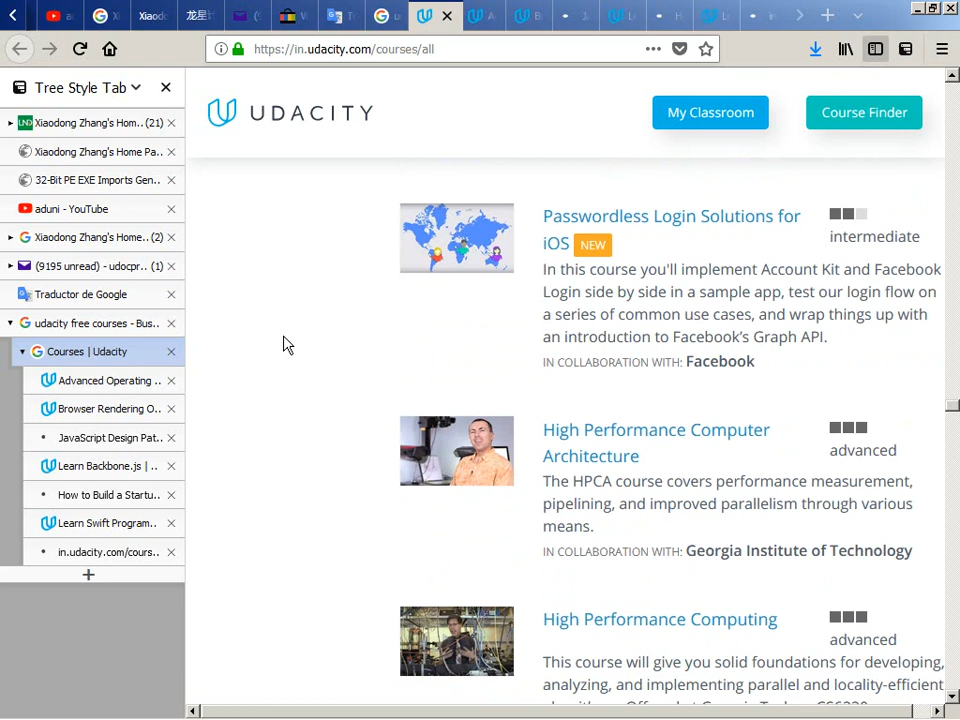 Xiaod
龙星计
https://in.udacity.com/courses/all
Tree Style Tab
Xiaodong Zhang's Hom.. (21)
Xiaodong Zhang's Home Pa..
32-Bit PE EXE Imports Gen..
aduni - YouTube
Xiaodong Zhang's Home.. (2)
(9195 unread) - udocpr.. (1)
Traductor de Google
udacity free courses - Bus..
Courses | Udacity
Advanced Operating ..
Browser Rendering O..
JavaScript Design Pat..
Learn Backbone.js | ..
How to Build a Startu..
Learn Swift Program..
in.udacity.com/cours..
UDACITY
My Classroom
Course Finder
Passwordless Login Solutions for
iOS NEW
intermediate
In this course you'll implement Account Kit and Facebook
Login side by side in a sample app, test our login flow on
a series of common use cases, and wrap things up with
an introduction to Facebook’s Graph API.
IN COLLABORATION WITH: Facebook
High Performance Computer
Architecture
advanced
The HPCA course covers performance measurement,
pipelining, and improved parallelism through various
means.
IN COLLABORATION WITH: Georgia Institute of Technology
High Performance Computing
advanced
This course will give you solid foundations for developing,
analyzing, and implementing parallel and locality-efficient